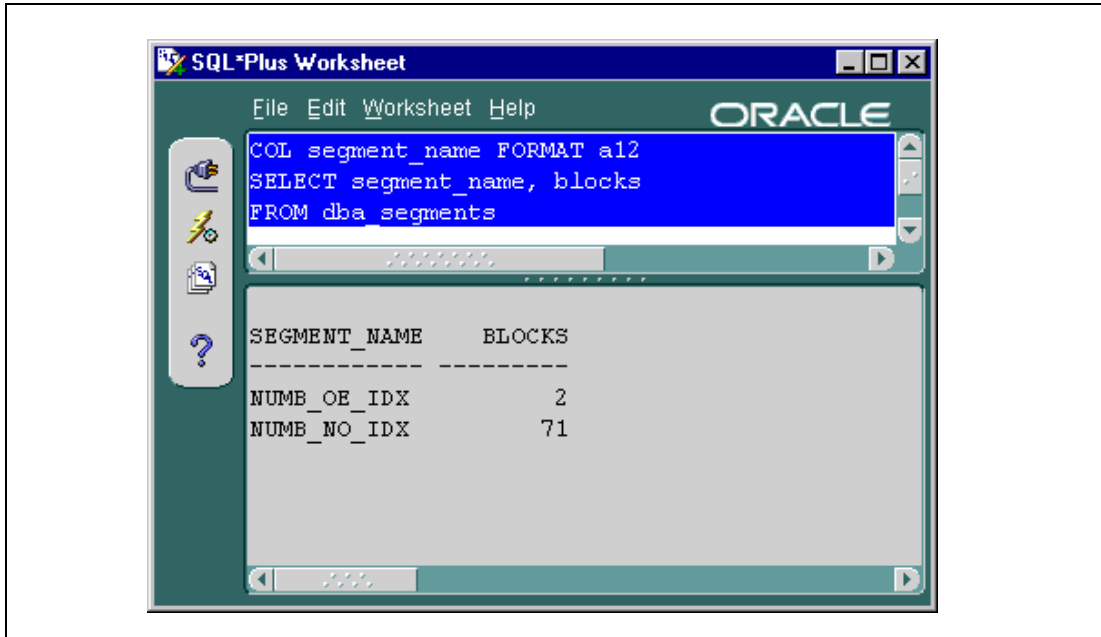 SQL*Plus Worksheet
File Edit Worksheet Help
ORACLE
COL segment_name FORMAT a12
SELECT segment_name, blocks
FROM dba_segments
SEGMENT_NAME BLOCKS
------------ ---------
NUMB_OE_IDX 2
NUMB_NO_IDX 71